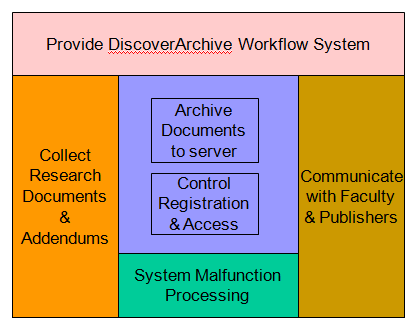 Provide DiscoverArchive Workflow System
Collect
Research
Documents
&
Addendums
Archive
Documents
to server
Control
Registration
& Access
Communicate
with Faculty
& Publishers
System Malfunction
Processing